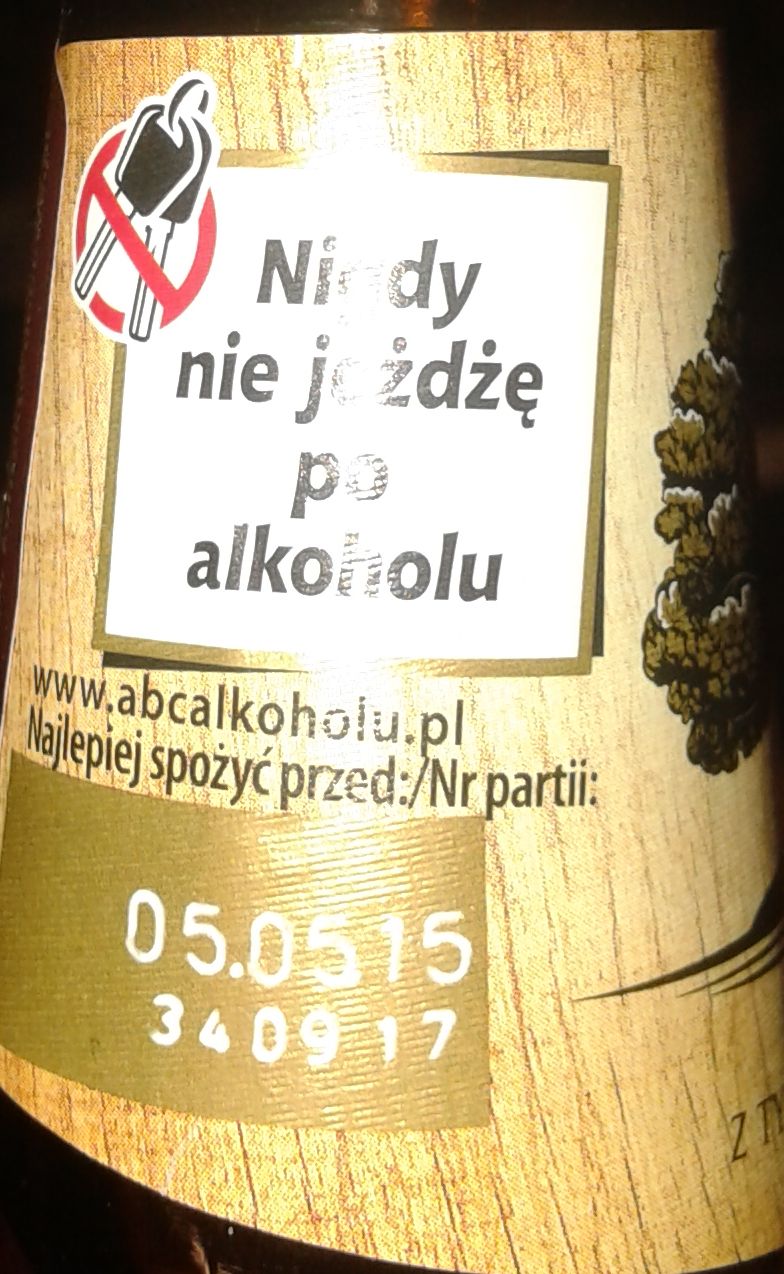 Nigdy
nie jeżdżę
po
alkoholu
www.abcalkoholu.pl
Najlepiej spożyć przed:/Nr partii:
05.05.15
340917